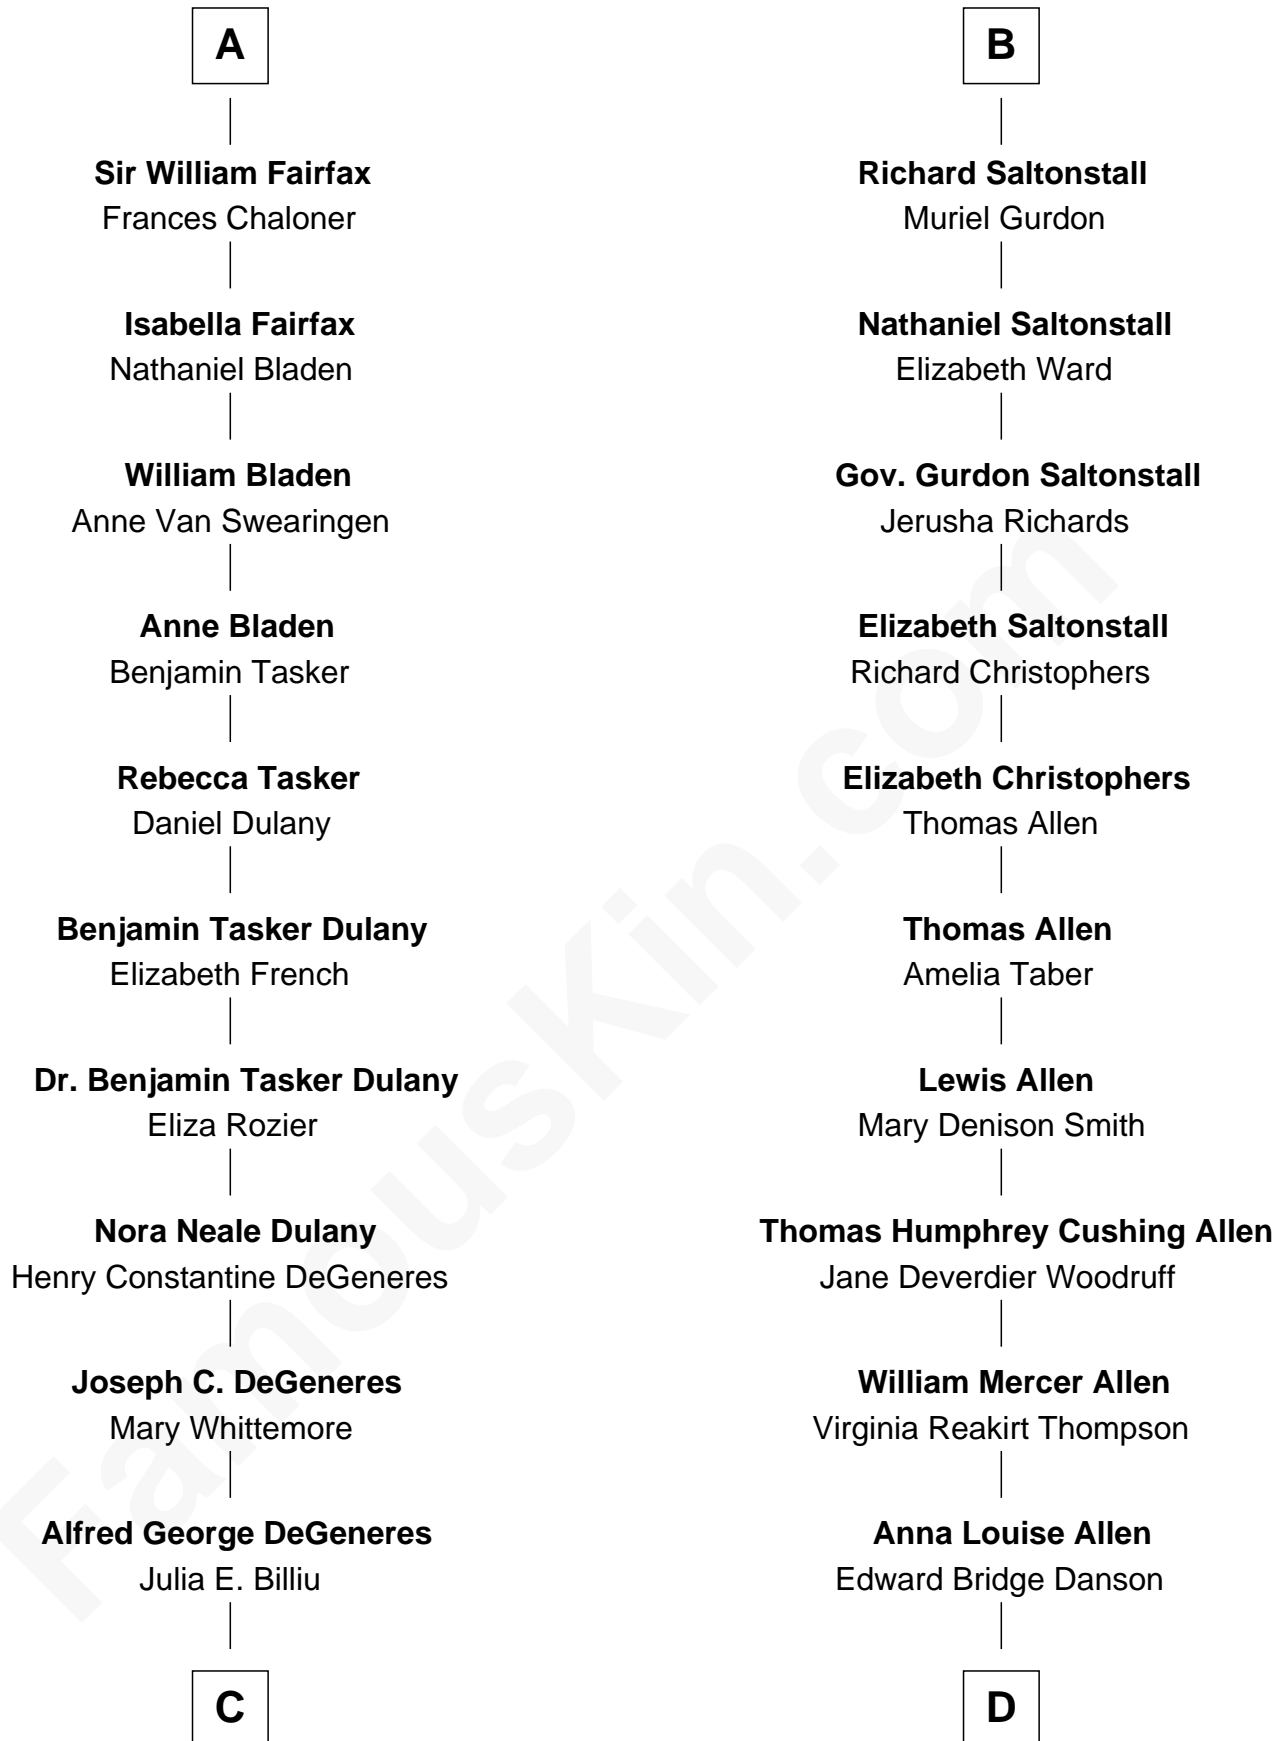 A
Sir William Fairfax
Frances Chaloner
Isabella Fairfax
Nathaniel Bladen
William Bladen
Anne Van Swearingen
Anne Bladen
Benjamin Tasker
Rebecca Tasker
Daniel Dulany
Benjamin Tasker Dulany
Elizabeth French
Dr. Benjamin Tasker Dulany
Eliza Rozier
Nora Neale Dulany
Henry Constantine DeGeneres
Joseph C. DeGeneres
Mary Whittemore
Alfred George DeGeneres
Julia E. Billiu
C
B
Richard Saltonstall
Muriel Gurdon
Nathaniel Saltonstall
Elizabeth Ward
Gov. Gurdon Saltonstall
Jerusha Richards
Elizabeth Saltonstall
Richard Christophers
Elizabeth Christophers
Thomas Allen
Thomas Allen
Amelia Taber
Lewis Allen
Mary Denison Smith
Thomas Humphrey Cushing Allen
Jane Deverdier Woodruff
William Mercer Allen
Virginia Reakirt Thompson
Anna Louise Allen
Edward Bridge Danson
D
FamousKin.com